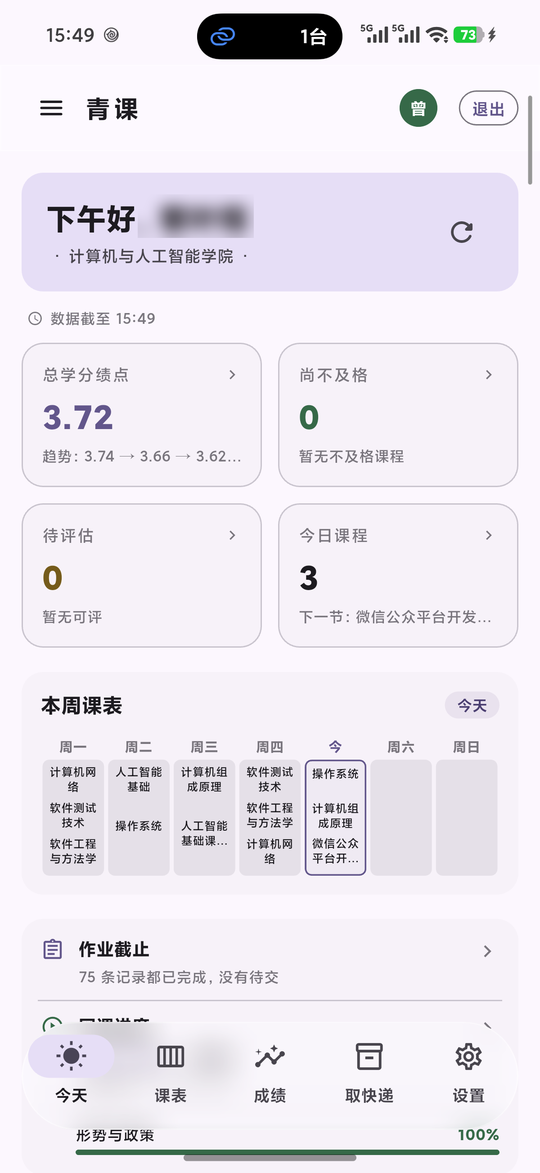 15:49
1台
5G 5G 73
青课
曾
退出
下午好
· 计算机与人工智能学院 ·
数据截至 15:49
总学分绩点
3.72
趋势: 3.74 → 3.66 → 3.62...
尚不及格
0
暂无不及格课程
待评估
0
暂无可评
今日课程
3
下一节: 微信公众平台开发...
本周课表
今天
周一 周二 周三 周四 今 周六 周日
计算机网
络
软件测试
技术
软件工程
与方法学
人工智能
基础
操作系统
计算机组
成原理
人工智能
基础课...
软件测试
技术
软件工程
与方法学
计算机网
络
操作系统
计算机组
成原理
微信公众
平台开...
作业截止
75 条记录都已完成, 没有待交
今天
课表
成绩
取快递
设置
形势与政策
100%